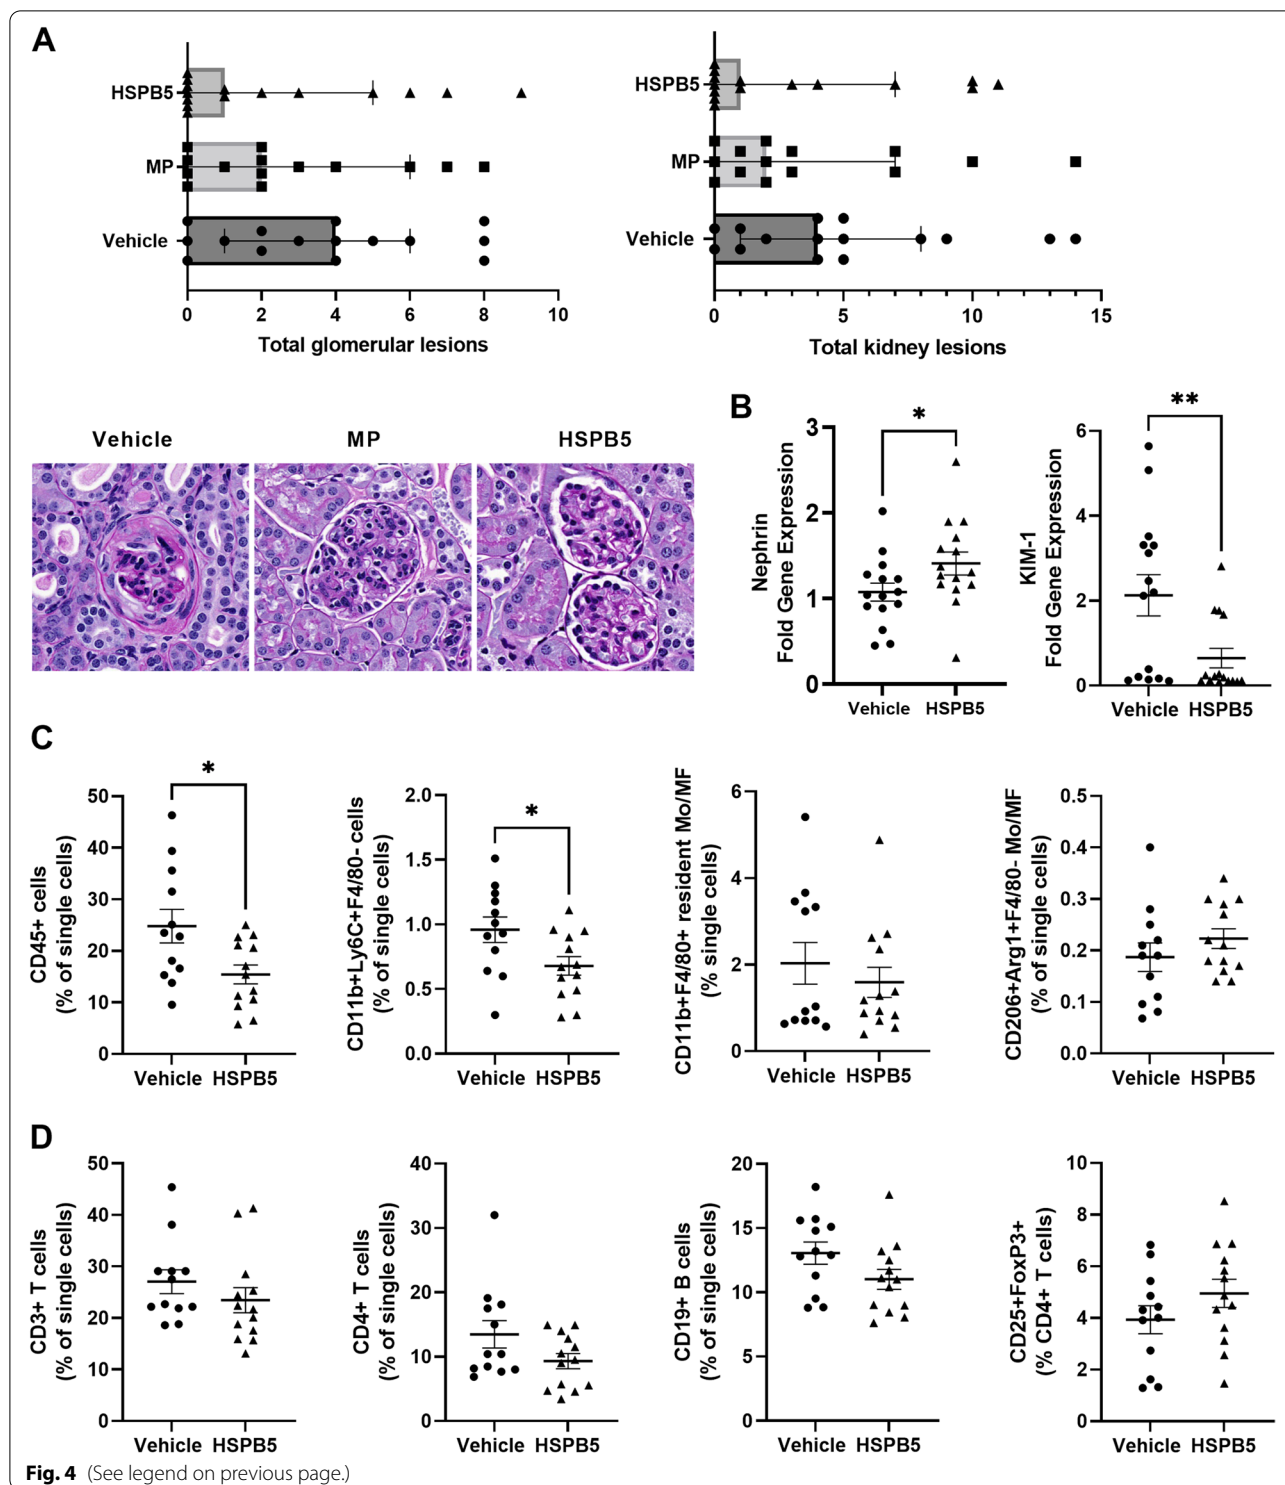 A
HSPB5
MP
Vehicle
0 2 4 6 8 10
Total glomerular lesions
HSPB5
MP
Vehicle
0 5 10 15
Total kidney lesions
Vehicle MP HSPB5
B
Nephrin
Fold Gene Expression
3
2
1
0
*
Vehicle HSPB5
KIM-1
Fold Gene Expression
6
4
2
0
**
Vehicle HSPB5
C
CD45+ cells
(% of single cells)
50
40
30
20
10
0
*
Vehicle HSPB5
CD11b+Ly6C+F4/80- cells
(% of single cells)
2.0
1.5
1.0
0.5
0.0
*
Vehicle HSPB5
CD11b+F4/80+ resident Mo/MF
(% single cells)
6
4
2
0
Vehicle HSPB5
CD206+Arg1+F4/80- Mo/MF
(% of single cells)
0.5
0.4
0.3
0.2
0.1
0.0
Vehicle HSPB5
D
CD3+ T cells
(% of single cells)
50
40
30
20
10
0
Vehicle HSPB5
CD4+ T cells
(% of single cells)
40
30
20
10
0
Vehicle HSPB5
CD19+ B cells
(% of single cells)
20
15
10
5
0
Vehicle HSPB5
CD25+FoxP3+
(% CD4+ T cells)
10
8
6
4
2
0
Vehicle HSPB5
Fig. 4 (See legend on previous page.)